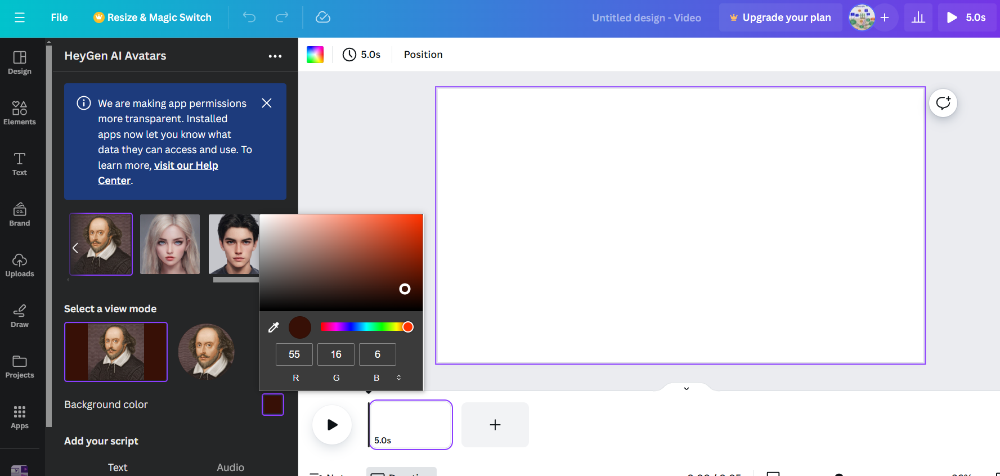 File
Resize & Magic Switch
Untitled design - Video
Upgrade your plan
5.0s
Design
Elements
Text
Brand
CO.
Uploads
Draw
Projects
Apps
HeyGen AI Avatars
We are making app permissions
more transparent. Installed
apps now let you know what
data they can access and use. To
learn more, visit our Help
Center.
Select a view mode
Background color
Add your script
Text
Audio
55 16 6
R G B
5.0s
Position
5.0s